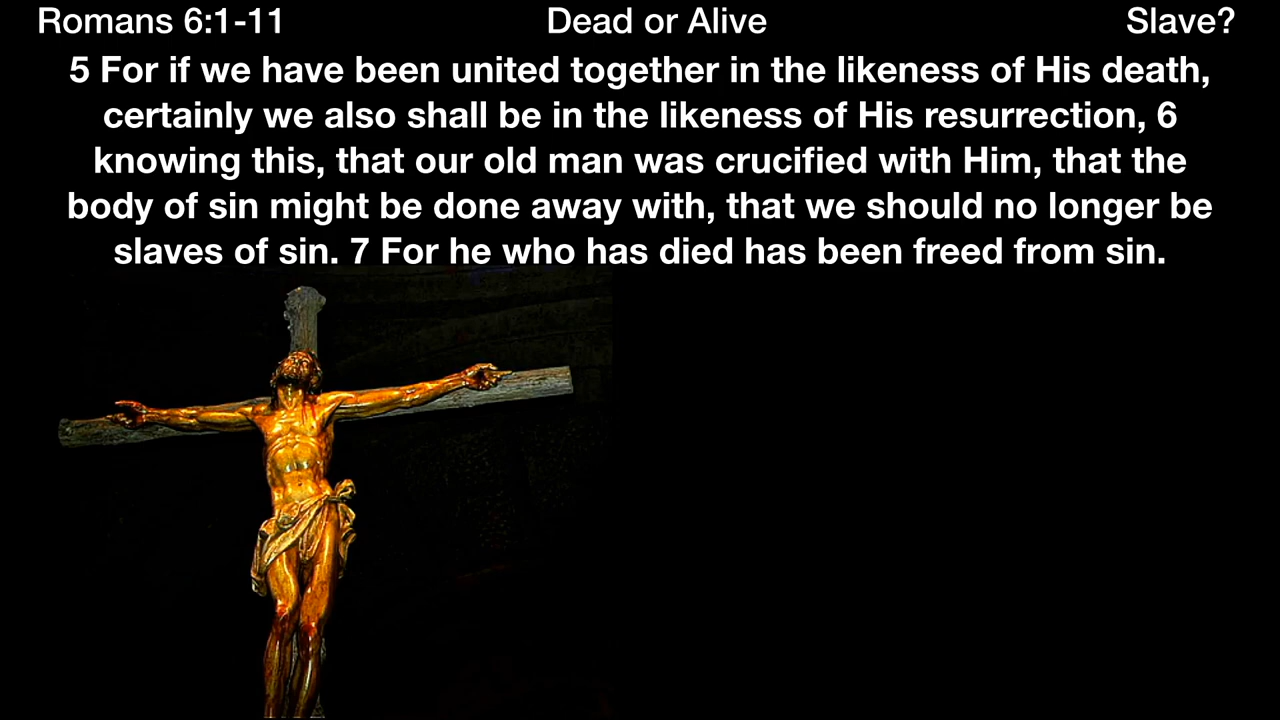 Romans 6:1-11 Dead or Alive Slave?
5 For if we have been united together in the likeness of His death,
certainly we also shall be in the likeness of His resurrection, 6
knowing this, that our old man was crucified with Him, that the
body of sin might be done away with, that we should no longer be
slaves of sin. 7 For he who has died has been freed from sin.